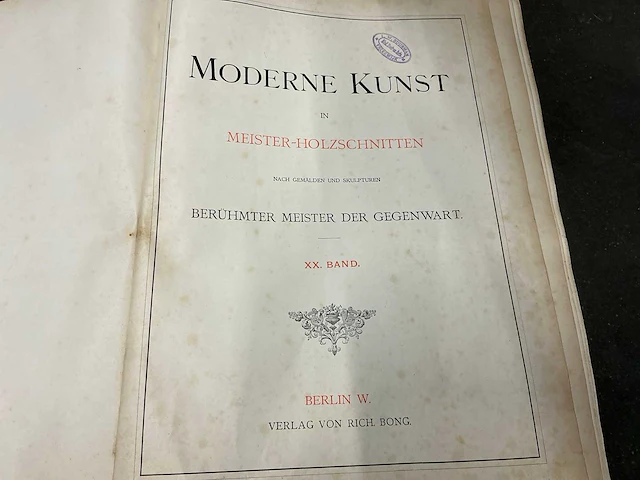 MODERNE KUNST
IN
MEISTER-HOLZSCHNITTEN
NACH GEMÄLDEN UND SKULPTUREN
BERÜHMTER MEISTER DER GEGENWART.
XX. BAND.
BERLIN W.
VERLAG VON RICH. BONG.